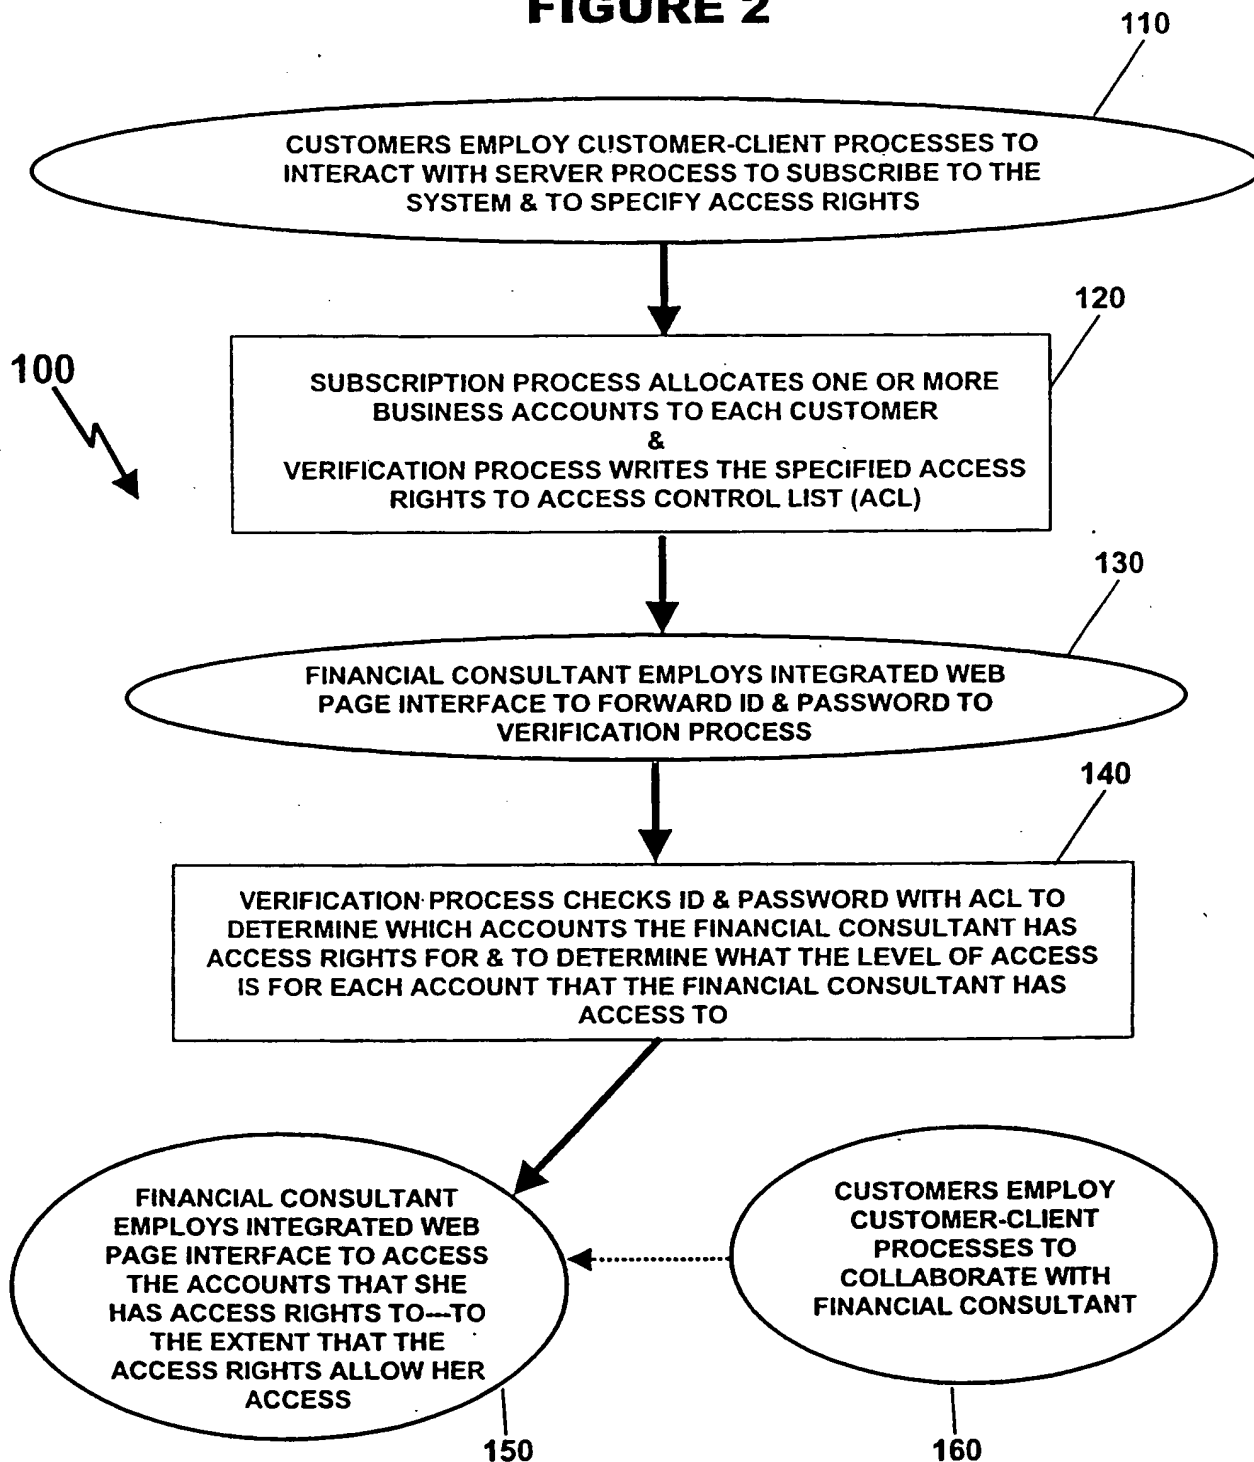 FIGURE 2
110
CUSTOMERS EMPLOY CUSTOMER-CLIENT PROCESSES TO
INTERACT WITH SERVER PROCESS TO SUBSCRIBE TO THE
SYSTEM & TO SPECIFY ACCESS RIGHTS
120
100
SUBSCRIPTION PROCESS ALLOCATES ONE OR MORE
BUSINESS ACCOUNTS TO EACH CUSTOMER
&
VERIFICATION PROCESS WRITES THE SPECIFIED ACCESS
RIGHTS TO ACCESS CONTROL LIST (ACL)
130
FINANCIAL CONSULTANT EMPLOYS INTEGRATED WEB
PAGE INTERFACE TO FORWARD ID & PASSWORD TO
VERIFICATION PROCESS
140
VERIFICATION PROCESS CHECKS ID & PASSWORD WITH ACL TO
DETERMINE WHICH ACCOUNTS THE FINANCIAL CONSULTANT HAS
ACCESS RIGHTS FOR & TO DETERMINE WHAT THE LEVEL OF ACCESS
IS FOR EACH ACCOUNT THAT THE FINANCIAL CONSULTANT HAS
ACCESS TO
FINANCIAL CONSULTANT
EMPLOYS INTEGRATED WEB
PAGE INTERFACE TO ACCESS
THE ACCOUNTS THAT SHE
HAS ACCESS RIGHTS TO---TO
THE EXTENT THAT THE
ACCESS RIGHTS ALLOW HER
ACCESS
150
CUSTOMERS EMPLOY
CUSTOMER-CLIENT
PROCESSES TO
COLLABORATE WITH
FINANCIAL CONSULTANT
160